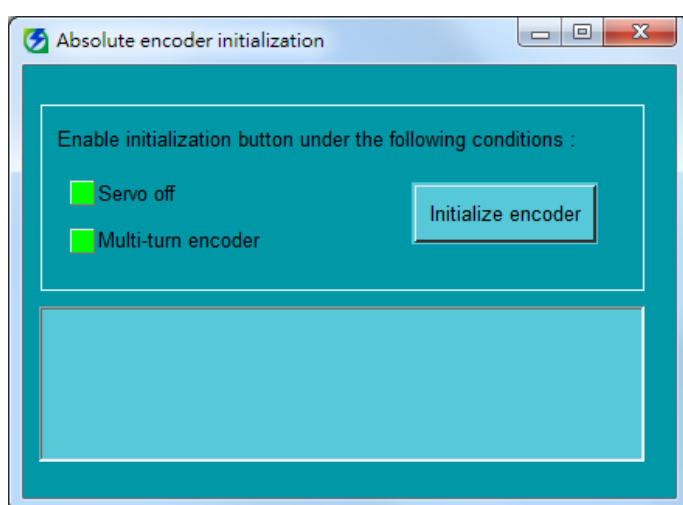 Absolute encoder initialization
Enable initialization button under the following conditions :
Servo off
Initialize encoder
Multi-turn encoder